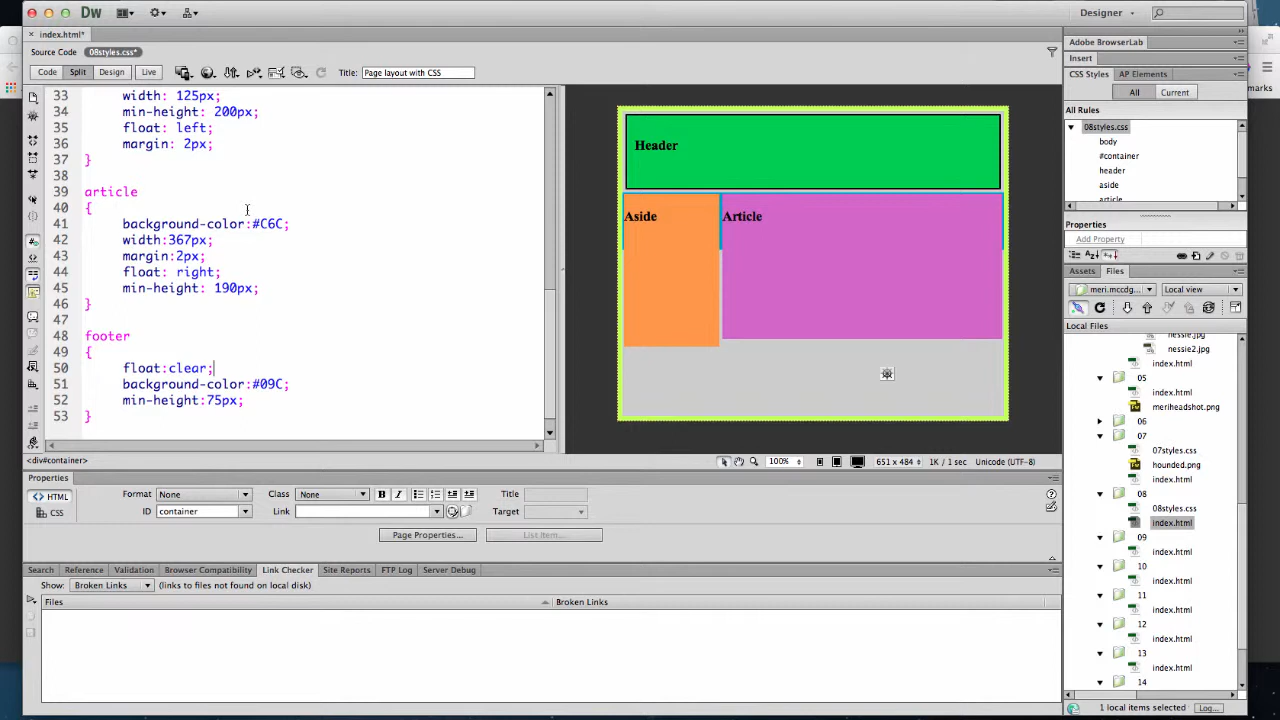 Dw
Designer
index.html*
Source Code
08styles.css*
Code
Split
Design
Live
Title:
Page layout with CSS
33 width: 125px;
34 min-height: 200px;
35 float: left;
36 margin: 2px;
37 }
38
39 article
40 {
41 background-color:#C6C;
42 width:367px;
43 margin:2px;
44 float: right;
45 min-height: 190px;
46 }
47
48 footer
49 {
50 float:clear;
51 background-color:#09C;
52 min-height:75px;
53 }
Header
Aside
Article
<div#container>
100%
651 x 484
1K / 1 sec
Unicode (UTF-8)
Properties
<> HTML
CSS
Format
None
ID
container
Class
None
Link
B
I
Title
Target
Page Properties...
List Item...
Search
Reference
Validation
Browser Compatibility
Link Checker
Site Reports
FTP Log
Server Debug
Show:
Broken Links
(links to files not found on local disk)
Files
Broken Links
Adobe BrowserLab
Insert
CSS Styles
AP Elements
All
Current
All Rules
08styles.css
body
#container
header
aside
article
Properties
Add Property
Assets
Files
meri.mccdg...
Local view
Local Files
nessie.jpg
nessie2.jpg
index.html
05
index.html
meriheadshot.png
06
07
07styles.css
hounded.png
index.html
08
08styles.css
index.html
09
index.html
10
index.html
11
index.html
12
index.html
13
index.html
14
1 local items selected
Log...
marks